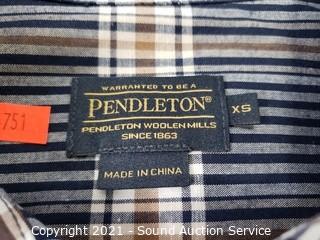 WARRANTED TO BE A
PENDLETON®
XS
PENDLETON WOOLEN MILLS
SINCE 1863
MADE IN CHINA
751
Copyright © 2021 - Sound Auction Service